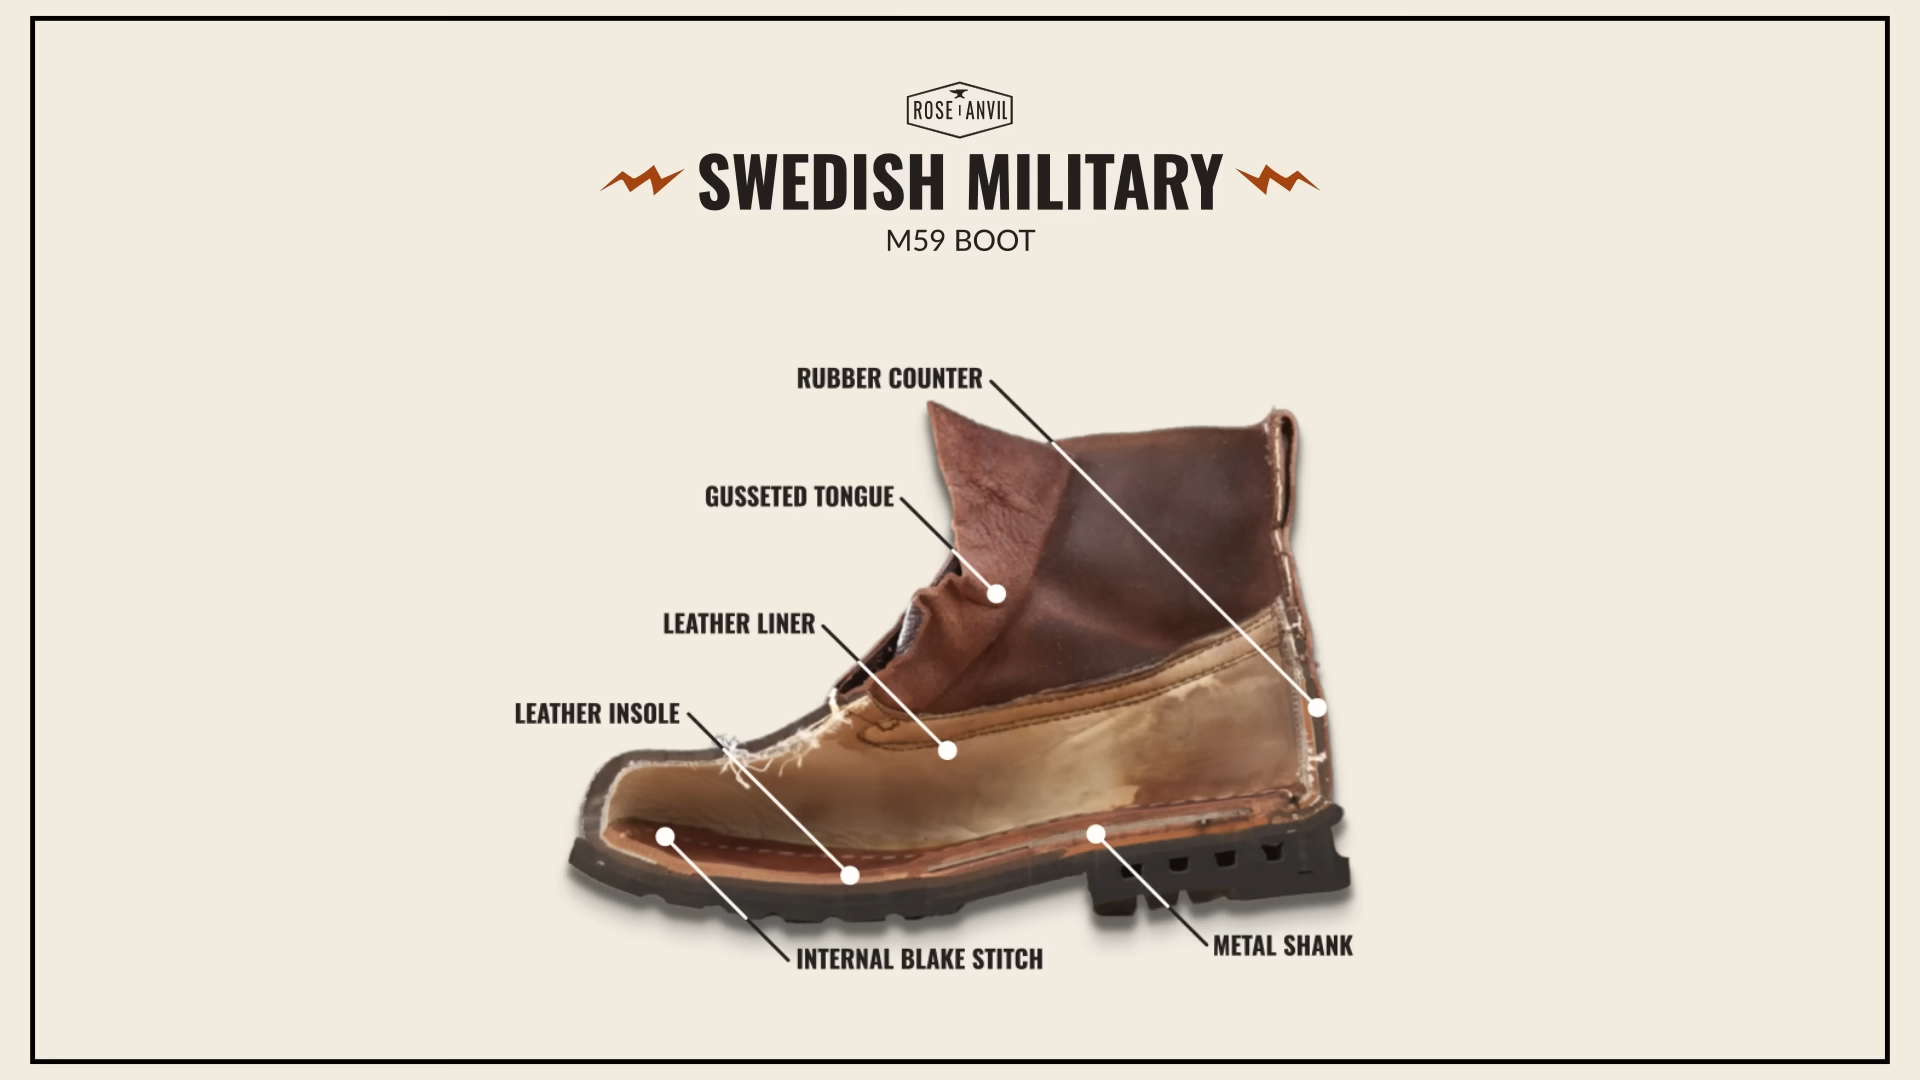 ROSE ANVIL
SWEDISH MILITARY
M59 BOOT
RUBBER COUNTER
GUSSETED TONGUE
LEATHER LINER
LEATHER INSOLE
INTERNAL BLAKE STITCH
METAL SHANK